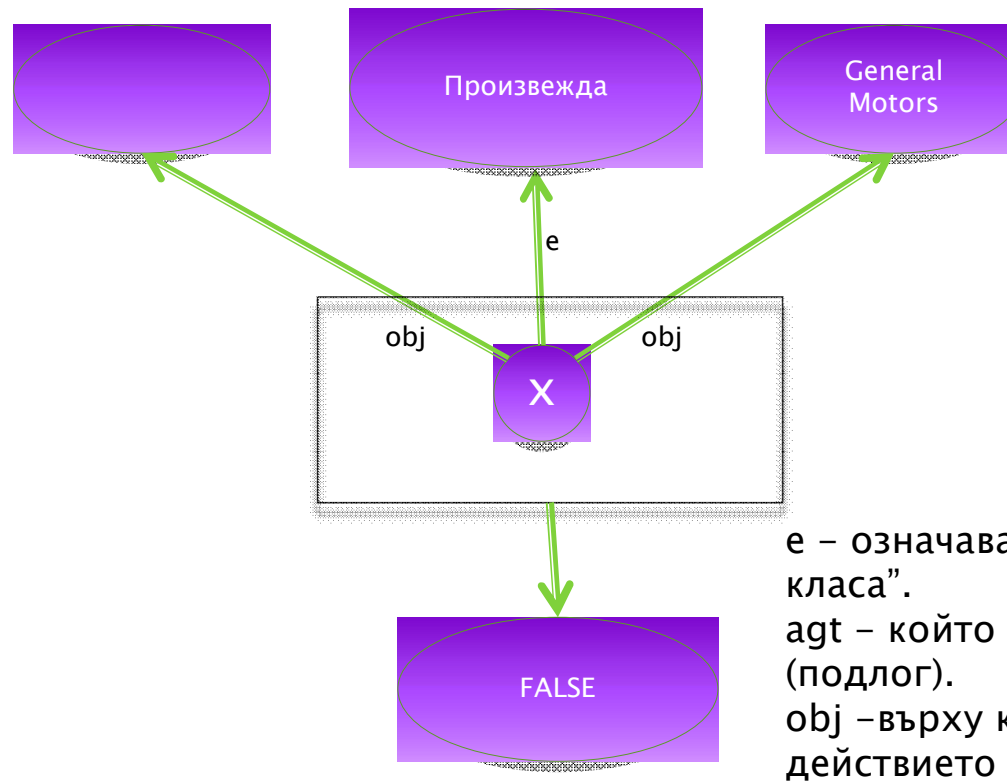 Произвежда
General
Motors
e
obj
obj
X
FALSE
e – означава
класа”.
agt – който
(подлог).
obj –върху
действието